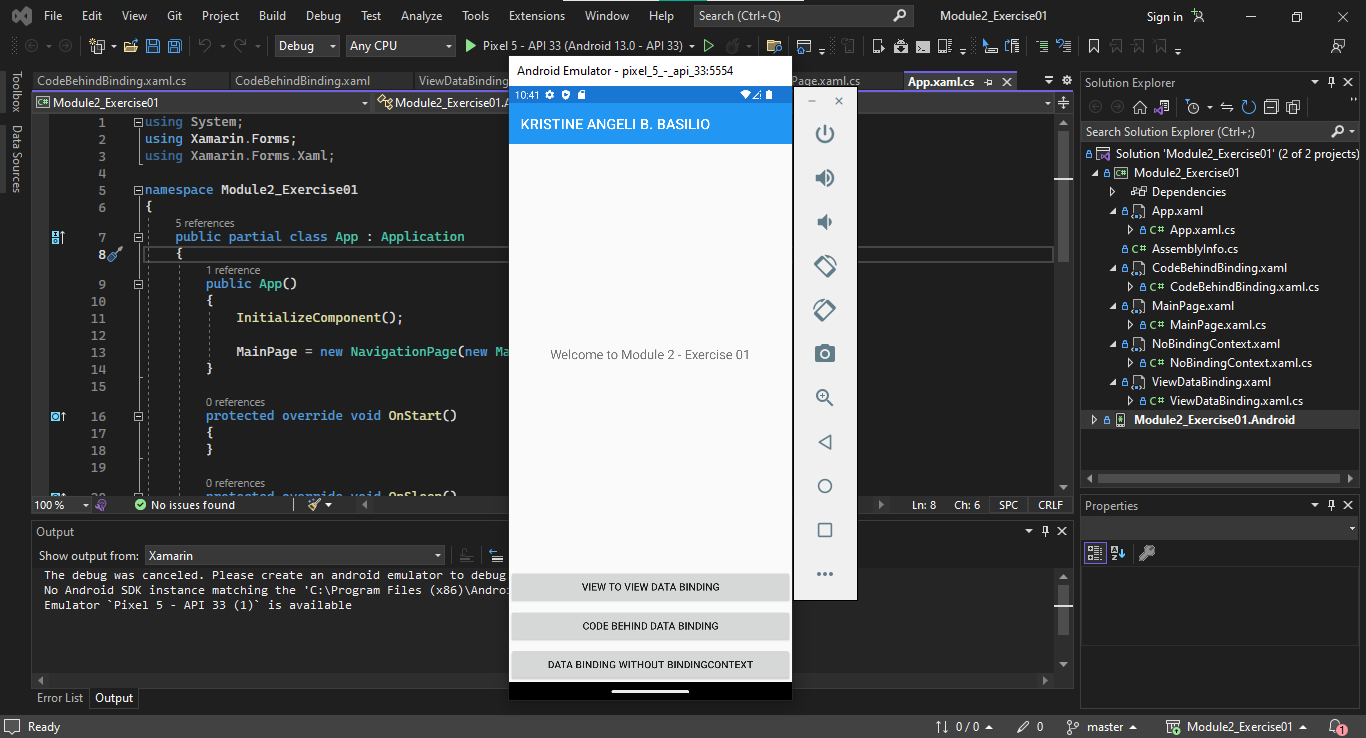 File Edit View Git Project Build Debug Test Analyze Tools Extensions Window Help Search (Ctrl+Q) Module2_Exercise01 Sign in
Debug Any CPU Pixel 5 - API 33 (Android 13.0 - API 33)
Toolbox
Data Sources
CodeBehindBinding.xaml.cs CodeBehindBinding.xaml ViewDataBinding Page.xaml.cs App.xaml.cs
Module2_Exercise01 Module2_Exercise01.A
1 using System;
2 using Xamarin.Forms;
3 using Xamarin.Forms.Xaml;
4
5 namespace Module2_Exercise01
6 {
5 references
7 public partial class App : Application
8 {
1 reference
9 public App()
10 {
11 InitializeComponent();
12
13 MainPage = new NavigationPage(new Ma
14 }
15
0 references
16 protected override void OnStart()
17 {
18 }
19
0 references
20 protected override void OnSleep()
100 % No issues found Ln: 8 Ch: 6 SPC CRLF
Output
Show output from: Xamarin
The debug was canceled. Please create an android emulator to debug
No Android SDK instance matching the 'C:\Program Files (x86)\Androi
Emulator `Pixel 5 - API 33 (1)` is available
Error List Output
Android Emulator - pixel_5_-_api_33:5554
10:41
KRISTINE ANGELI B. BASILIO
Welcome to Module 2 - Exercise 01
VIEW TO VIEW DATA BINDING
CODE BEHIND DATA BINDING
DATA BINDING WITHOUT BINDINGCONTEXT
Solution Explorer
Search Solution Explorer (Ctrl+;)
Solution 'Module2_Exercise01' (2 of 2 projects)
C# Module2_Exercise01
Dependencies
App.xaml
C# App.xaml.cs
C# AssemblyInfo.cs
CodeBehindBinding.xaml
C# CodeBehindBinding.xaml.cs
MainPage.xaml
C# MainPage.xaml.cs
NoBindingContext.xaml
C# NoBindingContext.xaml.cs
ViewDataBinding.xaml
C# ViewDataBinding.xaml.cs
Module2_Exercise01.Android
Properties
Ready 0 / 0 0 master Module2_Exercise01 1